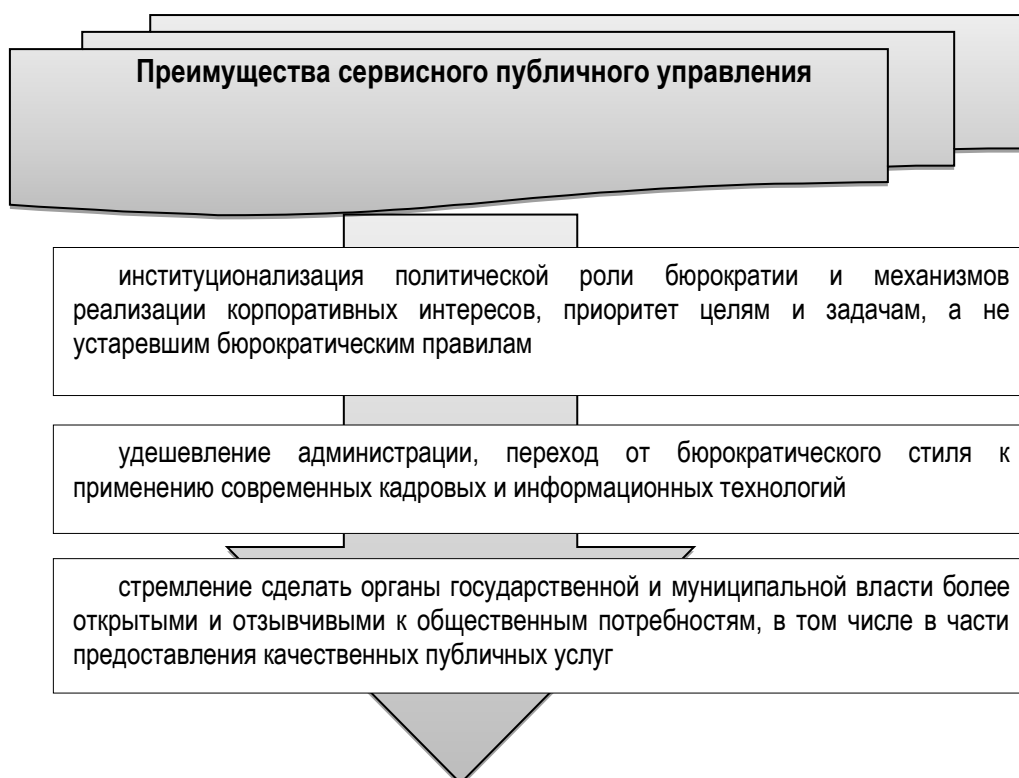 Преимущества сервисного публичного управления
институционализация политической роли бюрократии и механизмов
реализации корпоративных интересов, приоритет целям и задачам, а не
устаревшим бюрократическим правилам
удешевление администрации, переход от бюрократического стиля к
применению современных кадровых и информационных технологий
стремление сделать органы государственной и муниципальной власти более
открытыми и отзывчивыми к общественным потребностям, в том числе в части
предоставления качественных публичных услуг